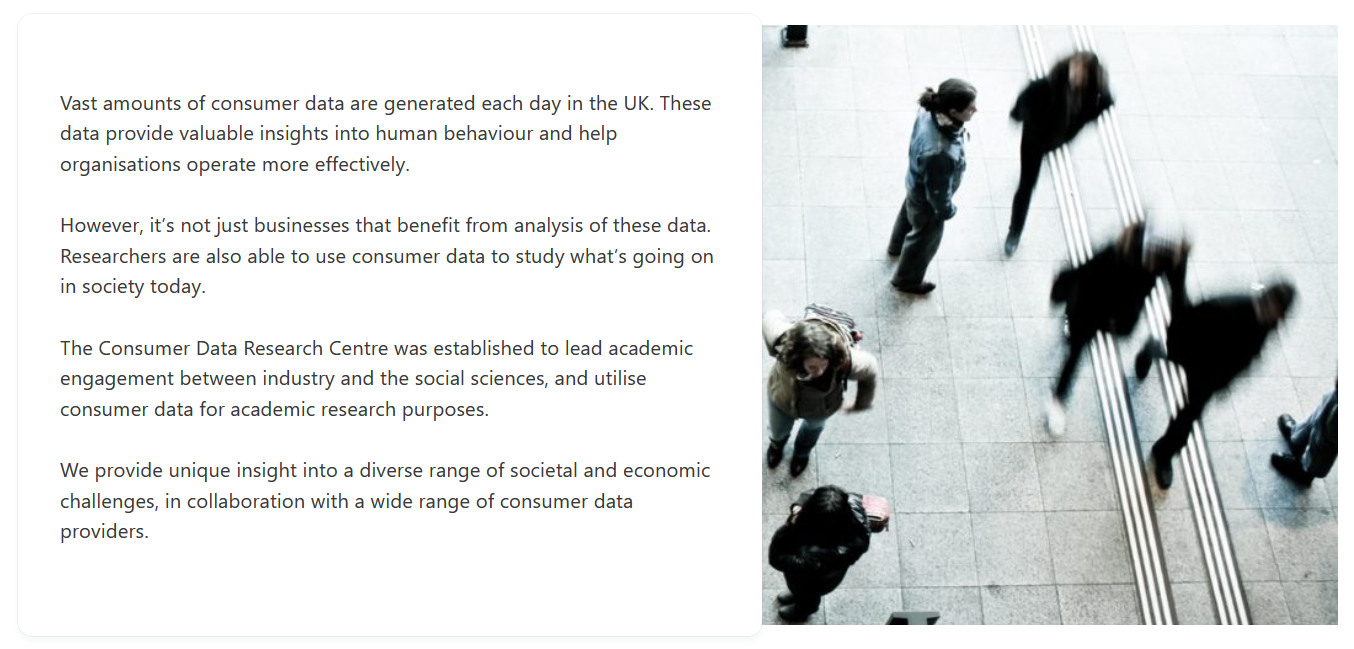 Vast amounts of consumer data are generated each day in the UK. These
data provide valuable insights into human behaviour and help
organisations operate more effectively.
However, it’s not just businesses that benefit from analysis of these data.
Researchers are also able to use consumer data to study what’s going on
in society today.
The Consumer Data Research Centre was established to lead academic
engagement between industry and the social sciences, and utilise
consumer data for academic research purposes.
We provide unique insight into a diverse range of societal and economic
challenges, in collaboration with a wide range of consumer data
providers.